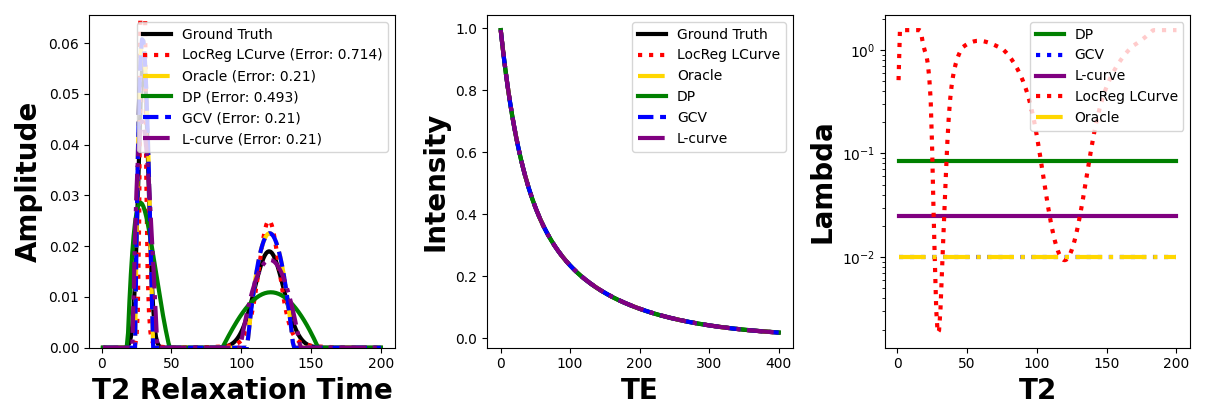 Amplitude
0.06
0.05
0.04
0.03
0.02
0.01
0.00
0
50
100
150
200
T2 Relaxation Time
Ground Truth
LocReg LCurve (Error: 0.714)
Oracle (Error: 0.21)
DP (Error: 0.493)
GCV (Error: 0.21)
L-curve (Error: 0.21)
Intensity
1.0
0.8
0.6
0.4
0.2
0.0
0
100
200
300
400
TE
Ground Truth
LocReg LCurve
Oracle
DP
GCV
L-curve
Lambda
10⁰
10⁻¹
10⁻²
0
50
100
150
200
T2
DP
GCV
L-curve
LocReg LCurve
Oracle